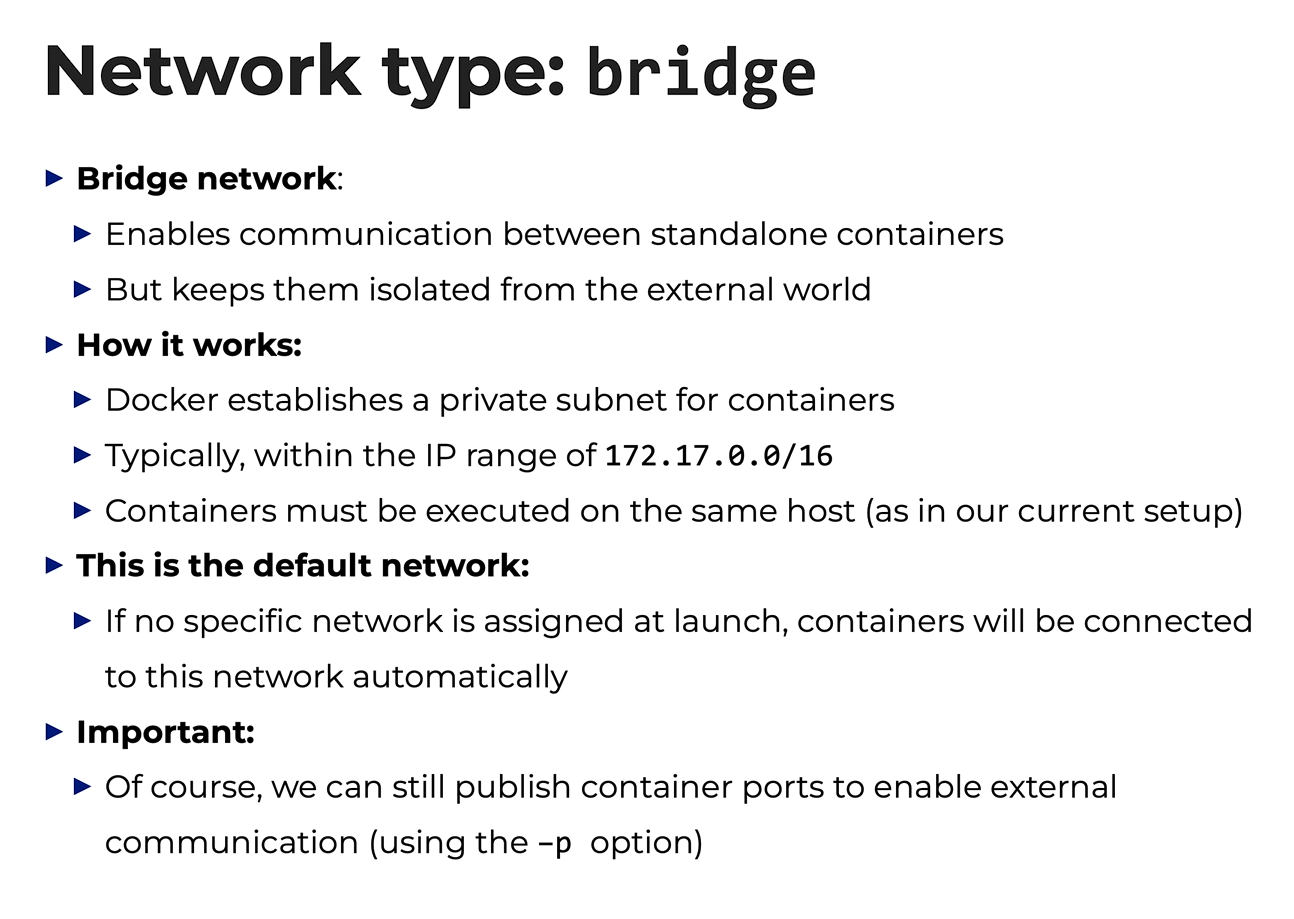 Network type: bridge
▶ Bridge network:
▶ Enables communication between standalone containers
▶ But keeps them isolated from the external world
▶ How it works:
▶ Docker establishes a private subnet for containers
▶ Typically, within the IP range of 172.17.0.0/16
▶ Containers must be executed on the same host (as in our current setup)
▶ This is the default network:
▶ If no specific network is assigned at launch, containers will be connected
to this network automatically
▶ Important:
▶ Of course, we can still publish container ports to enable external
communication (using the -p option)